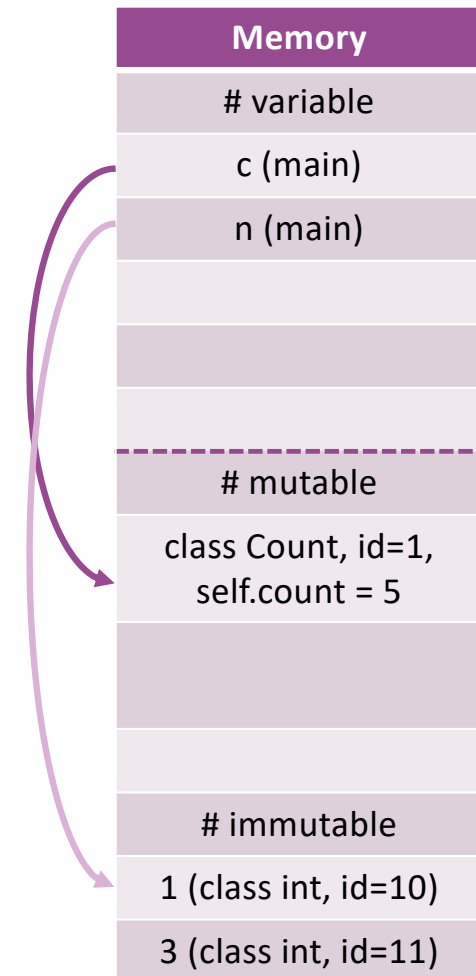 Memory
# variable
c (main)
n (main)
# mutable
class Count, id=1,
self.count = 5
# immutable
1 (class int, id=10)
3 (class int, id=11)